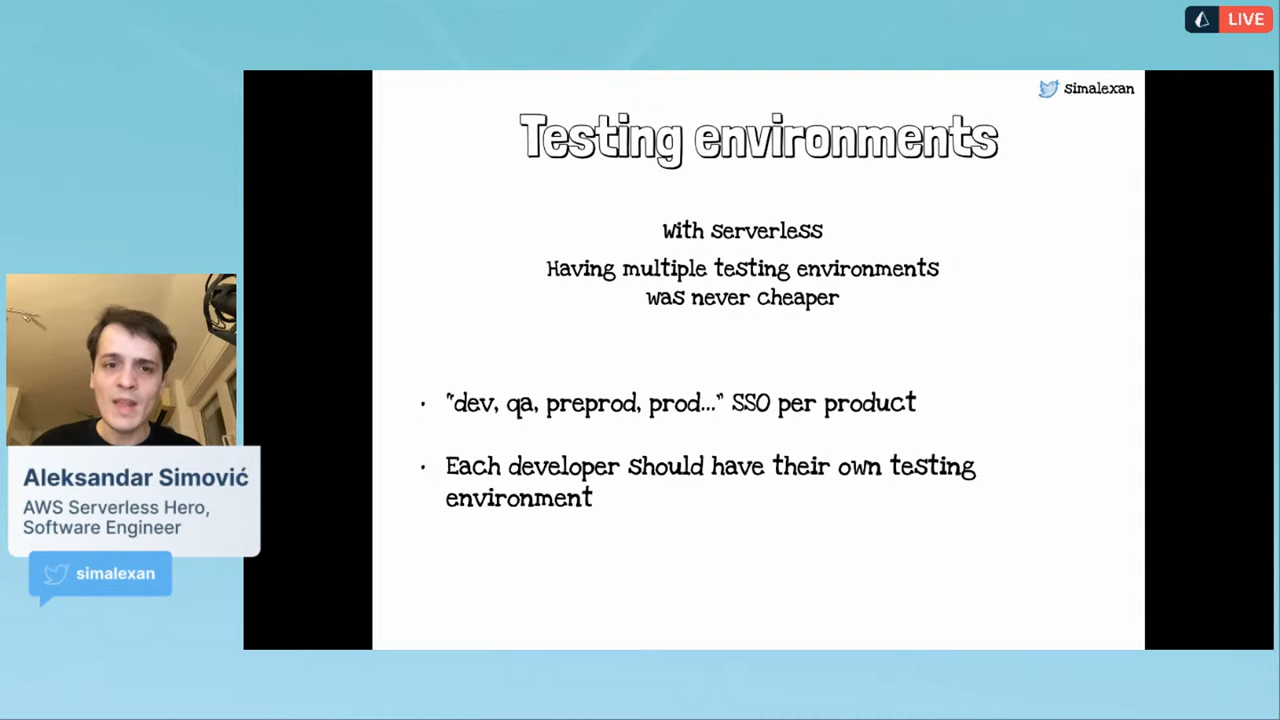 LIVE
simalexan
Testing environments
With serverless
Having multiple testing environments
was never cheaper
· "dev, qa, preprod, prod..." SSO per product
· Each developer should have their own testing
environment
Aleksandar Simović
AWS Serverless Hero,
Software Engineer
simalexan